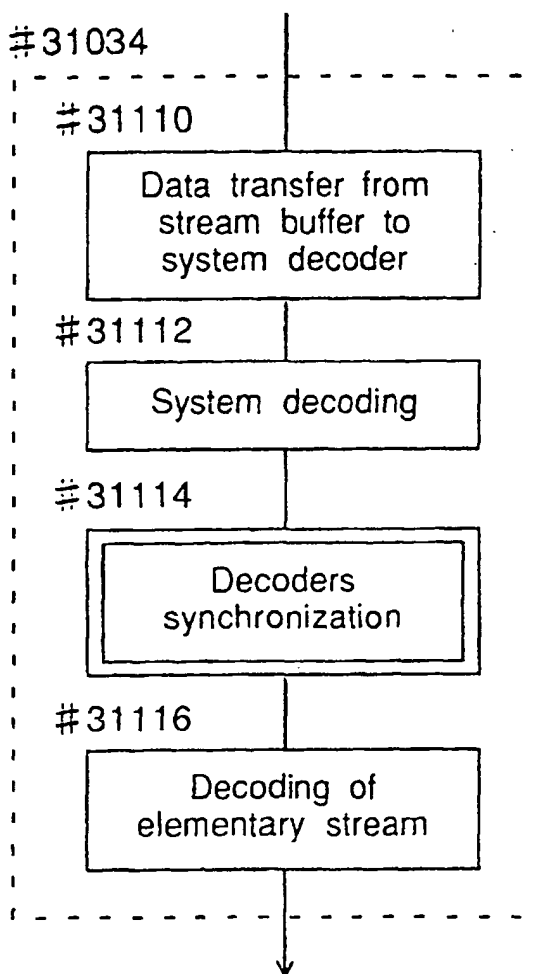 #31034
#31110
Data transfer from
stream buffer to
system decoder
#31112
System decoding
#31114
Decoders
synchronization
#31116
Decoding of
elementary stream